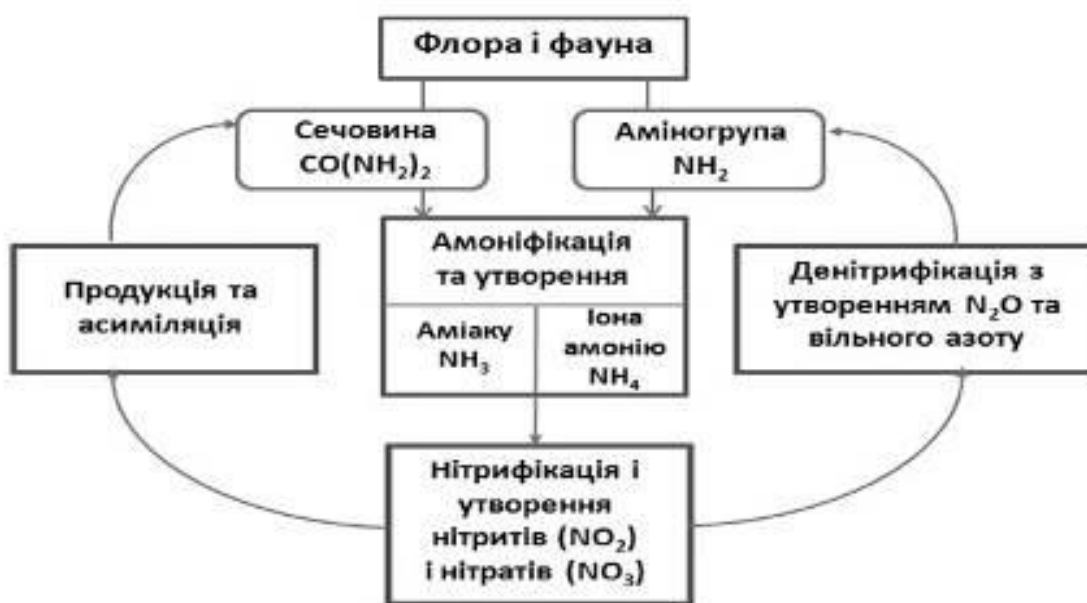 Флора і фауна
Сечовина
CO(NH₂)₂
Аміногрупа
NH₂
Продукція та
асиміляція
Амоніфікація
та утворення
Аміаку
NH₃
Іона
амонію
NH₄
Денітрифікація з
утворенням N₂O та
вільного азоту
Нітрифікація і
утворення
нітритів (NO₂)
і нітратів (NO₃)